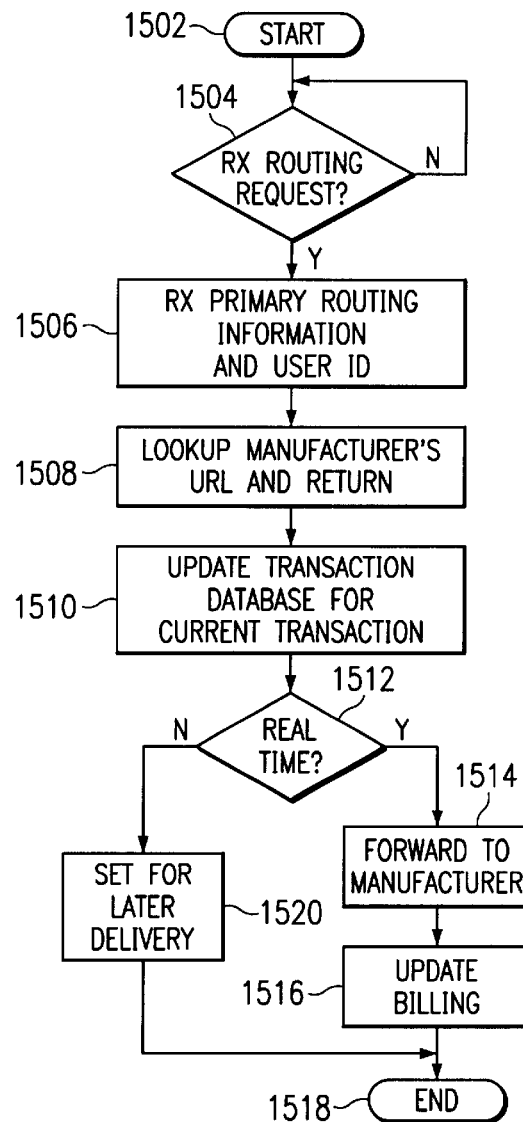 1502
START
1504
RX ROUTING
REQUEST?
N
Y
1506
RX PRIMARY ROUTING
INFORMATION
AND USER ID
1508
LOOKUP MANUFACTURER'S
URL AND RETURN
1510
UPDATE TRANSACTION
DATABASE FOR
CURRENT TRANSACTION
1512
N
REAL
TIME?
Y
1514
FORWARD TO
MANUFACTURER
SET FOR
LATER
DELIVERY
1520
1516
UPDATE
BILLING
1518
END